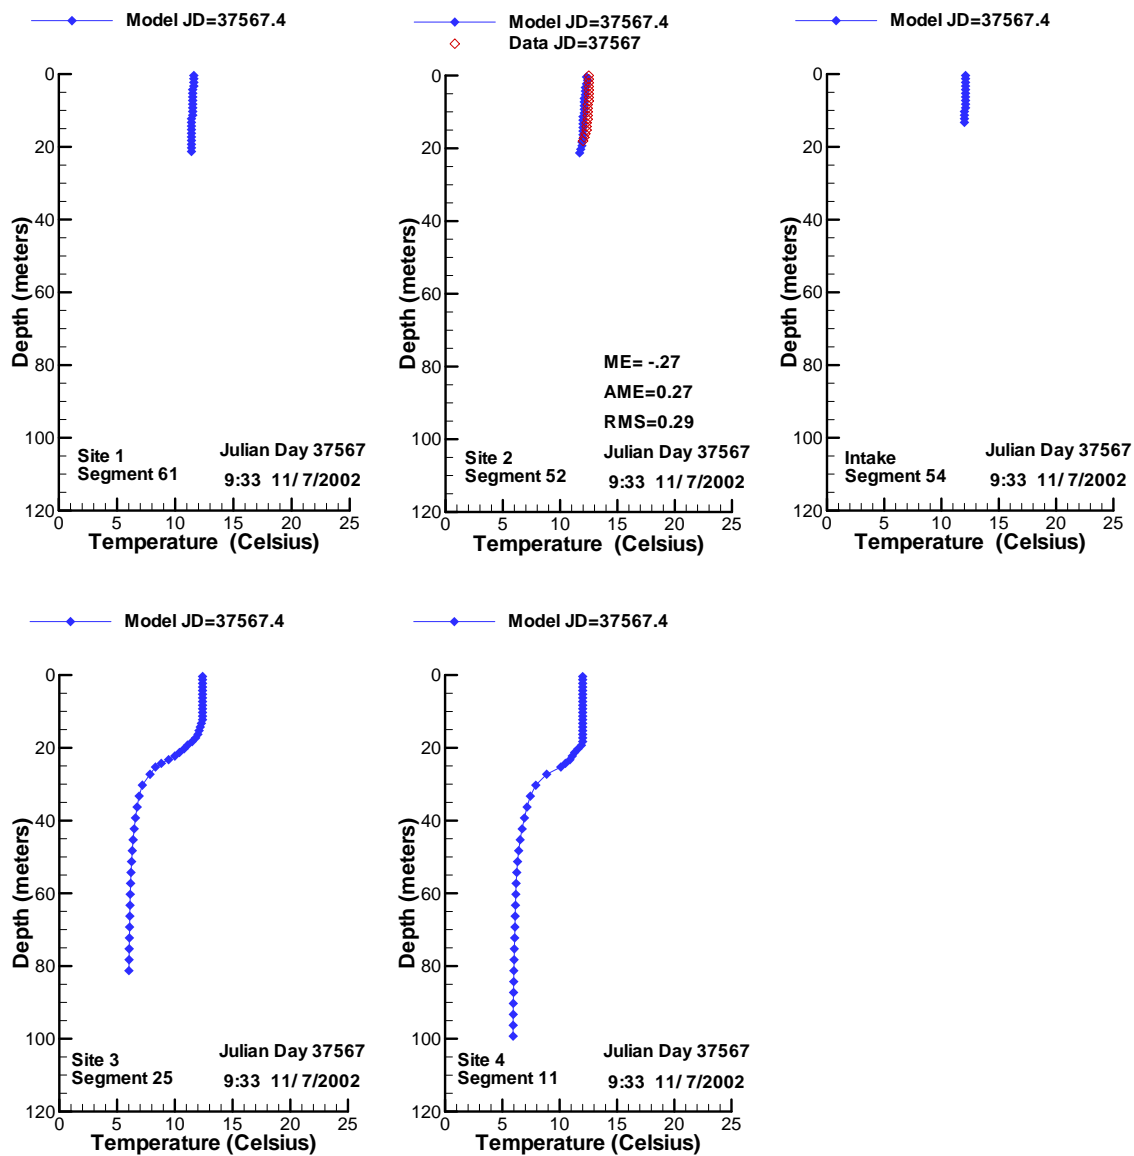 Model JD=37567.4
0
20
40
60
80
100
120
Depth (meters)
Site 1
Segment 61
Julian Day 37567
9:33 11/ 7/2002
0 5 10 15 20 25
Temperature (Celsius)
Model JD=37567.4
Data JD=37567
0
20
40
60
80
100
120
Depth (meters)
ME= -.27
AME=0.27
RMS=0.29
Site 2
Segment 52
Julian Day 37567
9:33 11/ 7/2002
0 5 10 15 20 25
Temperature (Celsius)
Model JD=37567.4
0
20
40
60
80
100
120
Depth (meters)
Intake
Segment 54
Julian Day 37567
9:33 11/ 7/2002
0 5 10 15 20 25
Temperature (Celsius)
Model JD=37567.4
0
20
40
60
80
100
120
Depth (meters)
Site 3
Segment 25
Julian Day 37567
9:33 11/ 7/2002
0 5 10 15 20 25
Temperature (Celsius)
Model JD=37567.4
0
20
40
60
80
100
120
Depth (meters)
Site 4
Segment 11
Julian Day 37567
9:33 11/ 7/2002
0 5 10 15 20 25
Temperature (Celsius)